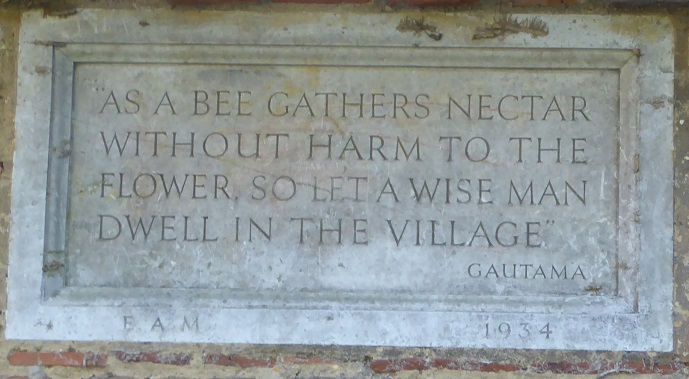 "AS A BEE GATHERS NECTAR
WITHOUT HARM TO THE
FLOWER, SO LET A WISE MAN
DWELL IN THE VILLAGE"
GAUTAMA
E A M 1934